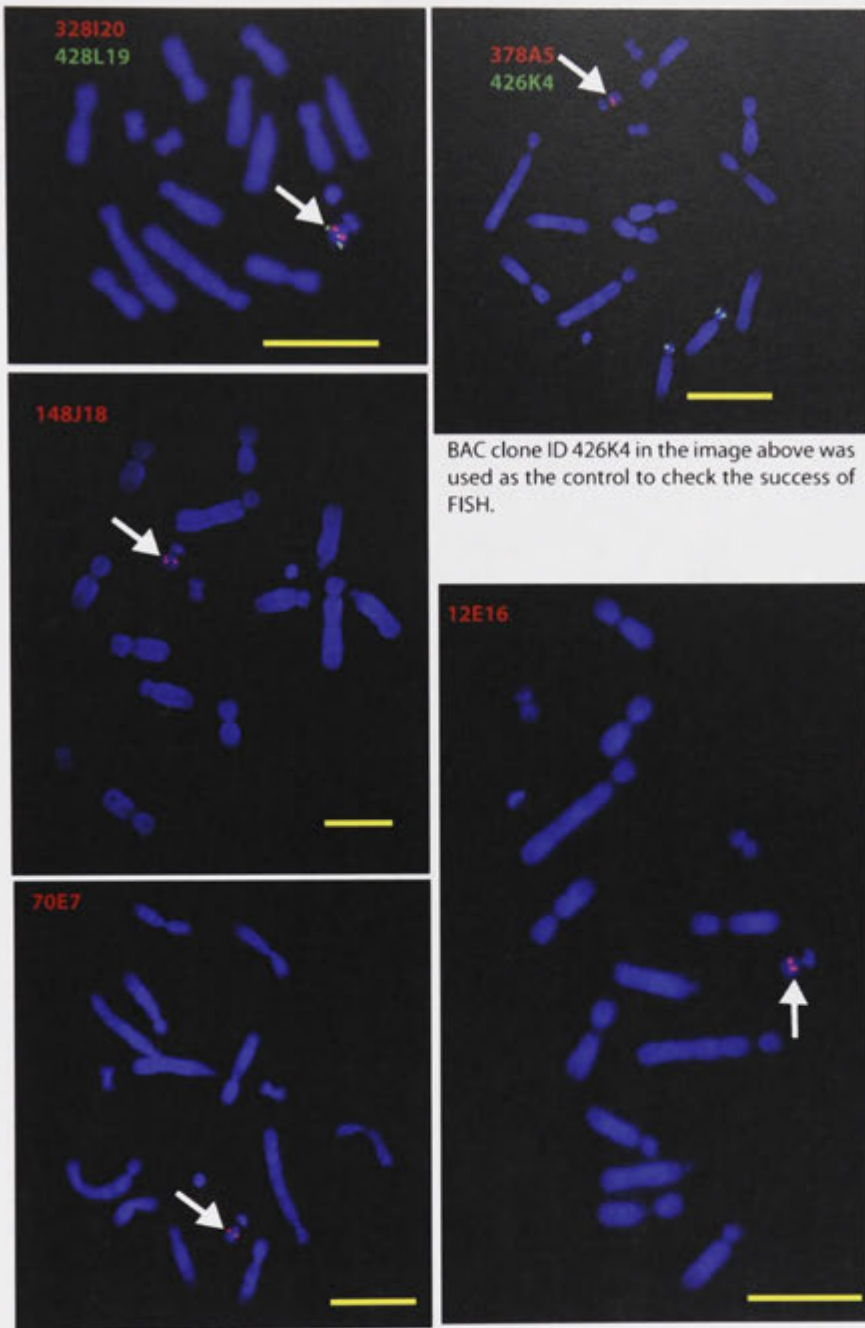 328I20
428L19
378A5
426K4
148J18
BAC clone ID 426K4 in the image above was
used as the control to check the success of
FISH.
12E16
70E7